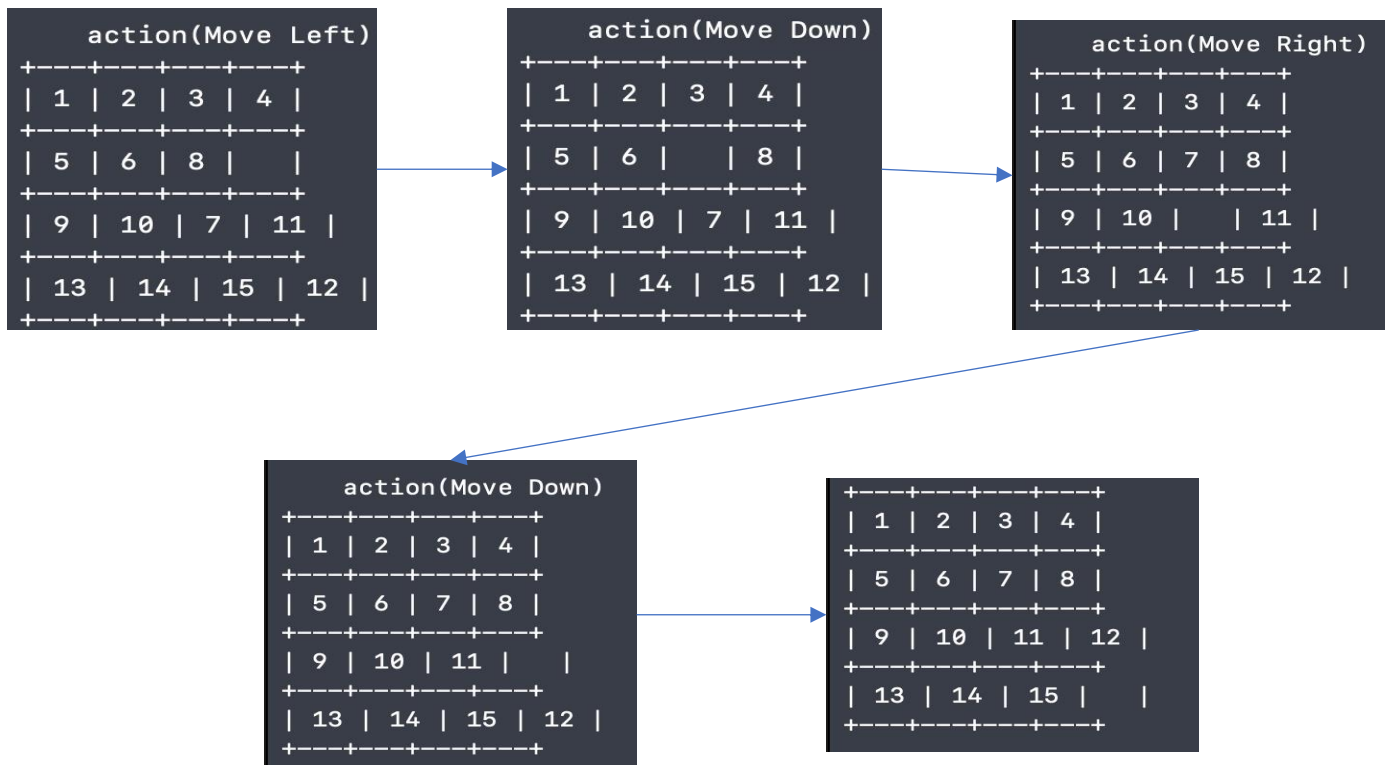 action(Move Left)
+---+---+---+---+
| 1 | 2 | 3 | 4 |
+---+---+---+---+
| 5 | 6 | 8 |   |
+---+---+---+---+
| 9 | 10 | 7 | 11 |
+---+---+---+---+
| 13 | 14 | 15 | 12 |
+---+---+---+---+
action(Move Down)
+---+---+---+---+
| 1 | 2 | 3 | 4 |
+---+---+---+---+
| 5 | 6 |   | 8 |
+---+---+---+---+
| 9 | 10 | 7 | 11 |
+---+---+---+---+
| 13 | 14 | 15 | 12 |
+---+---+---+---+
action(Move Right)
+---+---+---+---+
| 1 | 2 | 3 | 4 |
+---+---+---+---+
| 5 | 6 | 7 | 8 |
+---+---+---+---+
| 9 | 10 |   | 11 |
+---+---+---+---+
| 13 | 14 | 15 | 12 |
+---+---+---+---+
action(Move Down)
+---+---+---+---+
| 1 | 2 | 3 | 4 |
+---+---+---+---+
| 5 | 6 | 7 | 8 |
+---+---+---+---+
| 9 | 10 | 11 |   |
+---+---+---+---+
| 13 | 14 | 15 | 12 |
+---+---+---+---+
+---+---+---+---+
| 1 | 2 | 3 | 4 |
+---+---+---+---+
| 5 | 6 | 7 | 8 |
+---+---+---+---+
| 9 | 10 | 11 | 12 |
+---+---+---+---+
| 13 | 14 | 15 |   |
+---+---+---+---+